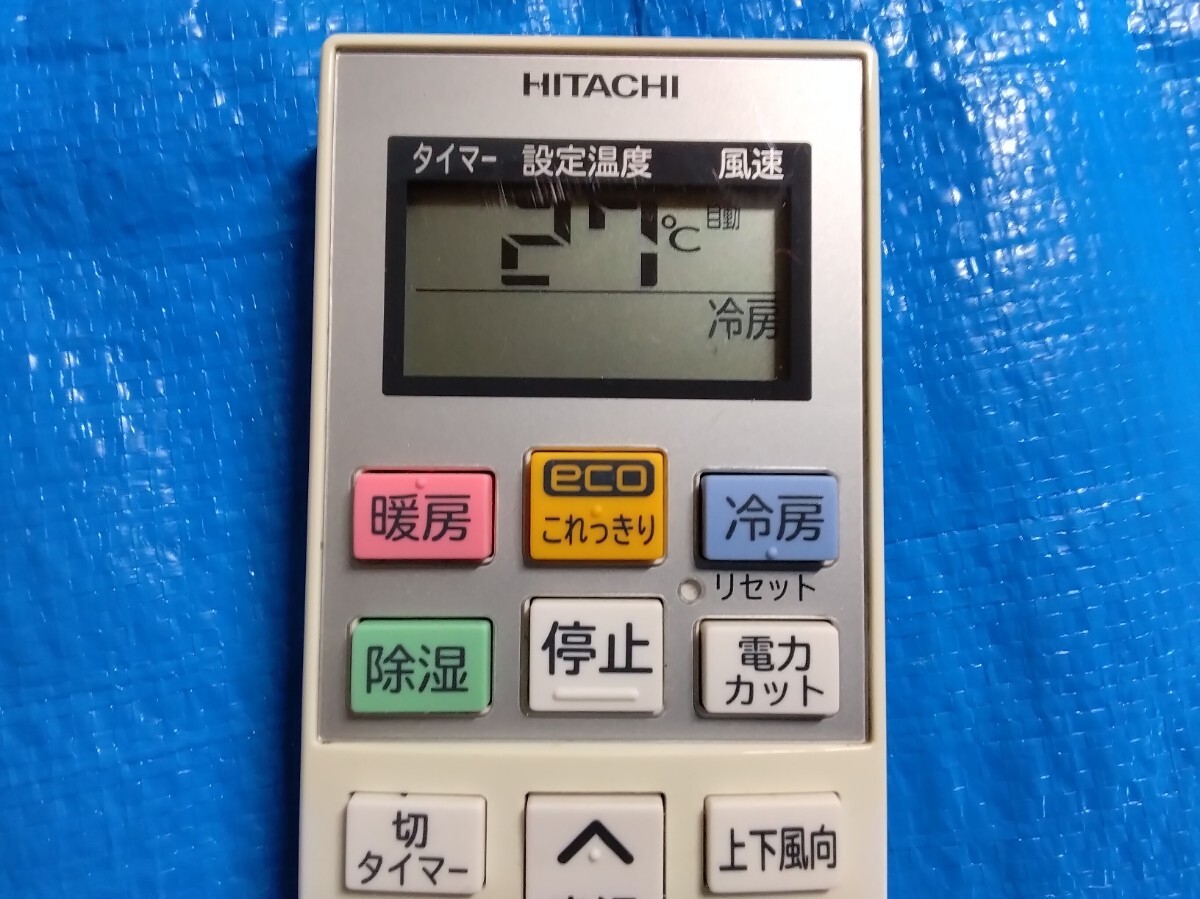 HITACHI
タイマー 設定温度 風速
27℃ 自動
冷房
暖房
eco
これっきり
冷房
リセット
除湿
停止
電力
カット
切
タイマー
上下風向